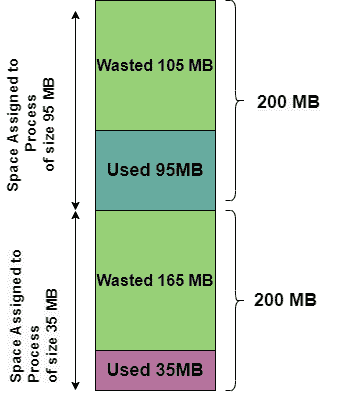 Space Assigned to
Process
of size 95 MB
Wasted 105 MB
Used 95MB
200 MB
Space Assigned to
Process
of size 35 MB
Wasted 165 MB
Used 35MB
200 MB